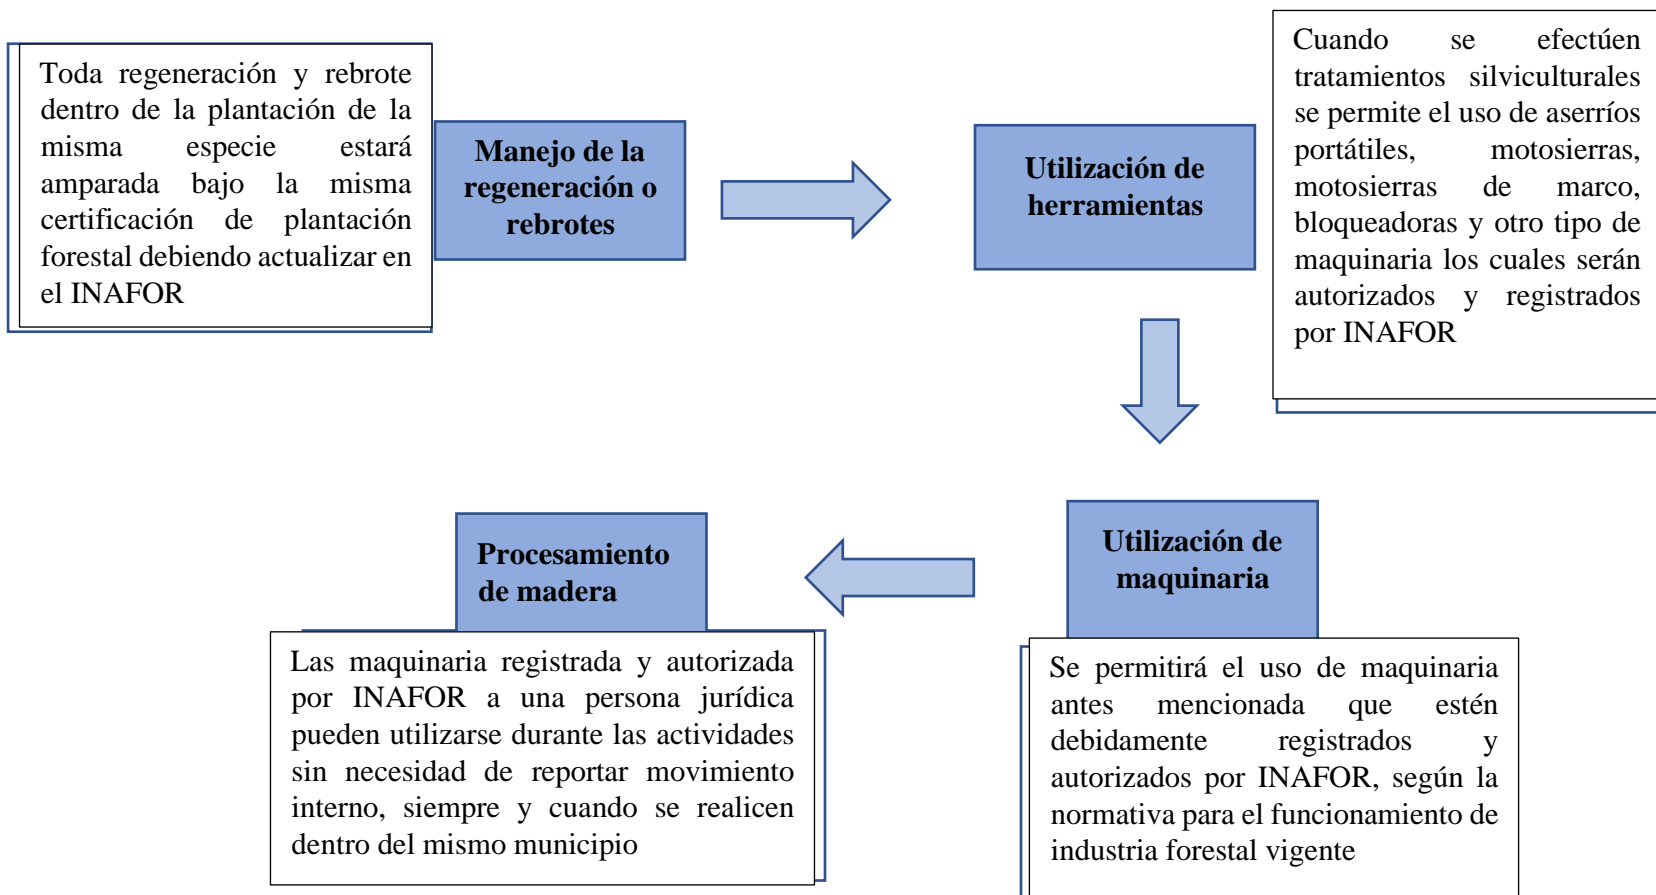 Toda regeneración y rebrote
dentro de la plantación de la
misma especie estará
amparada bajo la misma
certificación de plantación
forestal debiendo actualizar en
el INAFOR
Manejo de la
regeneración o
rebrotes
Utilización de
herramientas
Cuando se efectúen
tratamientos silviculturales
se permite el uso de aserríos
portátiles, motosierras,
motosierras de marco,
bloqueadoras y otro tipo de
maquinaria los cuales serán
autorizados y registrados
por INAFOR
Utilización de
maquinaria
Se permitirá el uso de maquinaria
antes mencionada que estén
debidamente registrados y
autorizados por INAFOR, según la
normativa para el funcionamiento de
industria forestal vigente
Procesamiento
de madera
Las maquinaria registrada y autorizada
por INAFOR a una persona jurídica
pueden utilizarse durante las actividades
sin necesidad de reportar movimiento
interno, siempre y cuando se realicen
dentro del mismo municipio